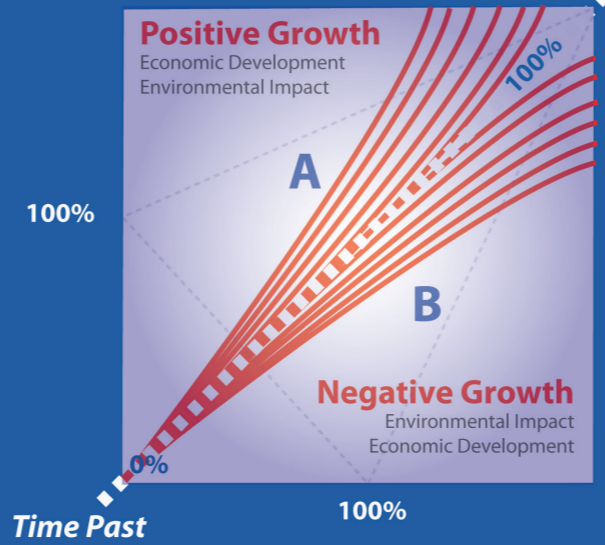 Positive Growth
Economic Development
Environmental Impact
100%
A
100%
B
Negative Growth
Environmental Impact
Economic Development
0%
100%
Time Past